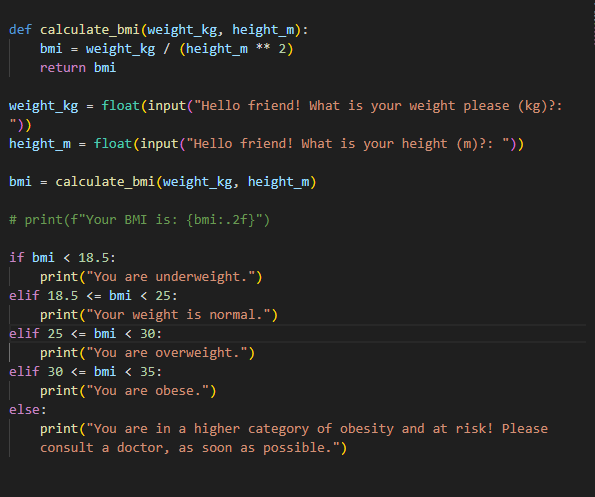 def calculate_bmi(weight_kg, height_m):
    bmi = weight_kg / (height_m ** 2)
    return bmi

weight_kg = float(input("Hello friend! What is your weight please (kg)?:
"))
height_m = float(input("Hello friend! What is your height (m)?: "))

bmi = calculate_bmi(weight_kg, height_m)

# print(f"Your BMI is: {bmi:.2f}")

if bmi < 18.5:
    print("You are underweight.")
elif 18.5 <= bmi < 25:
    print("Your weight is normal.")
elif 25 <= bmi < 30:
    print("You are overweight.")
elif 30 <= bmi < 35:
    print("You are obese.")
else:
    print("You are in a higher category of obesity and at risk! Please
    consult a doctor, as soon as possible.")